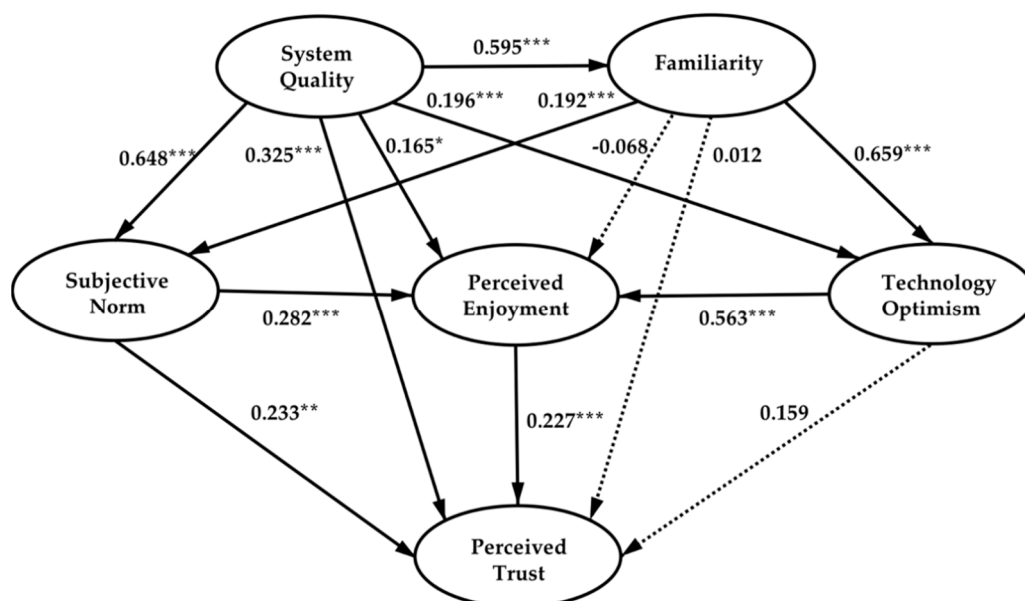 System
Quality
0.595***
Familiarity
0.196***
0.192***
0.648***
0.325***
0.165*
-0.068
0.012
0.659***
Subjective
Norm
Perceived
Enjoyment
Technology
Optimism
0.282***
0.563***
0.233**
0.227***
0.159
Perceived
Trust